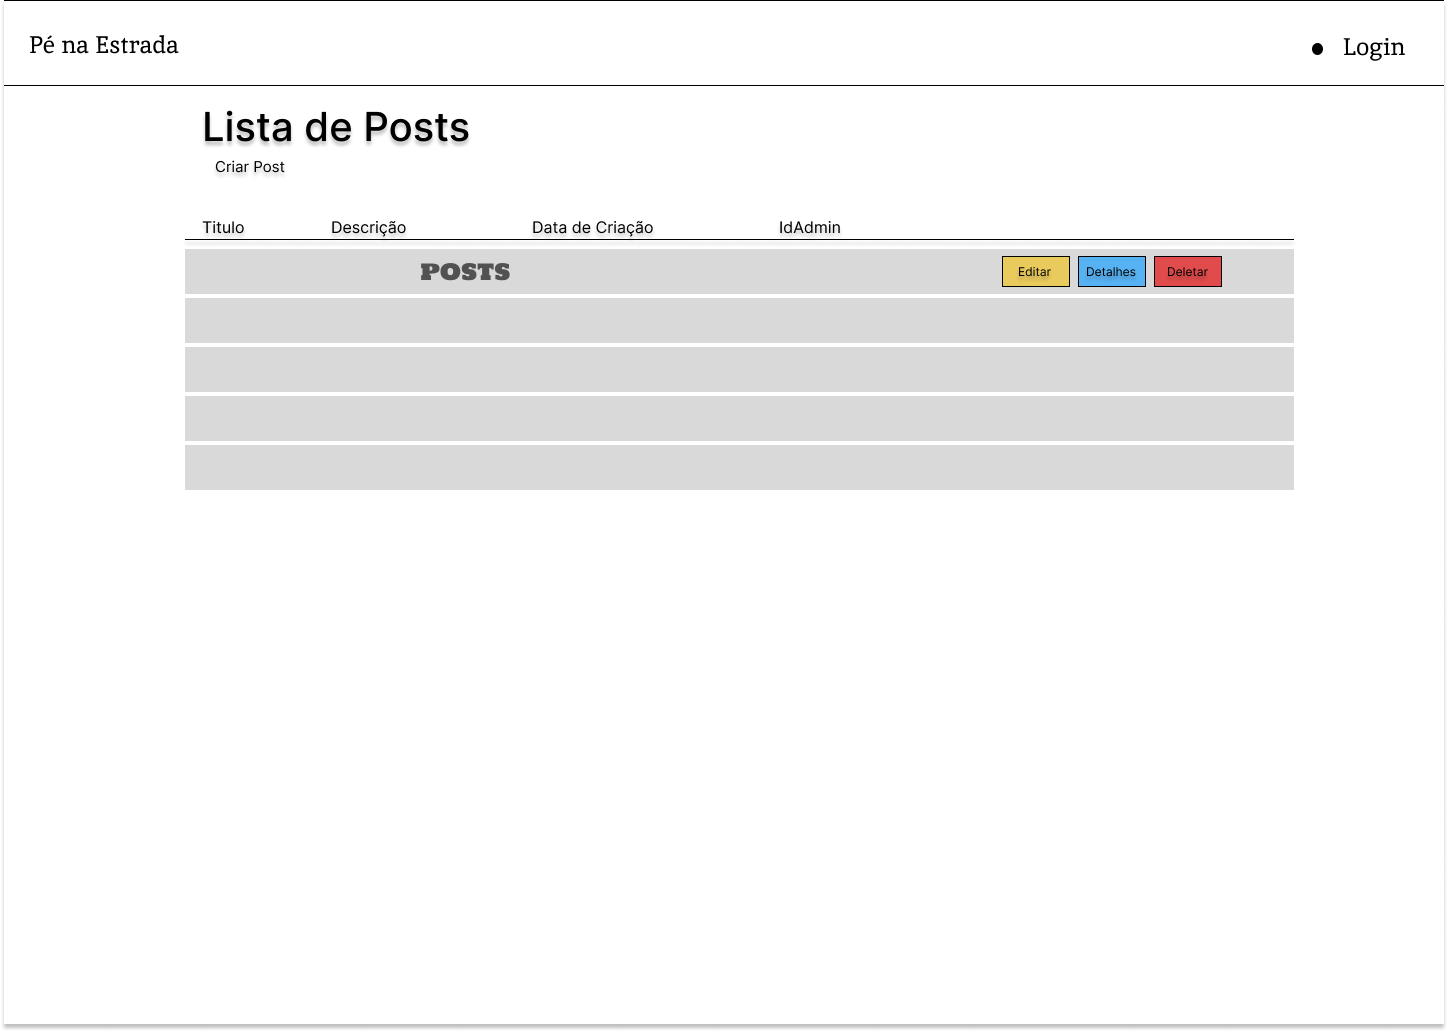 Pé na Estrada
Login
Lista de Posts
Criar Post
Titulo Descrição Data de Criação IdAdmin
POSTS Editar Detalhes Deletar